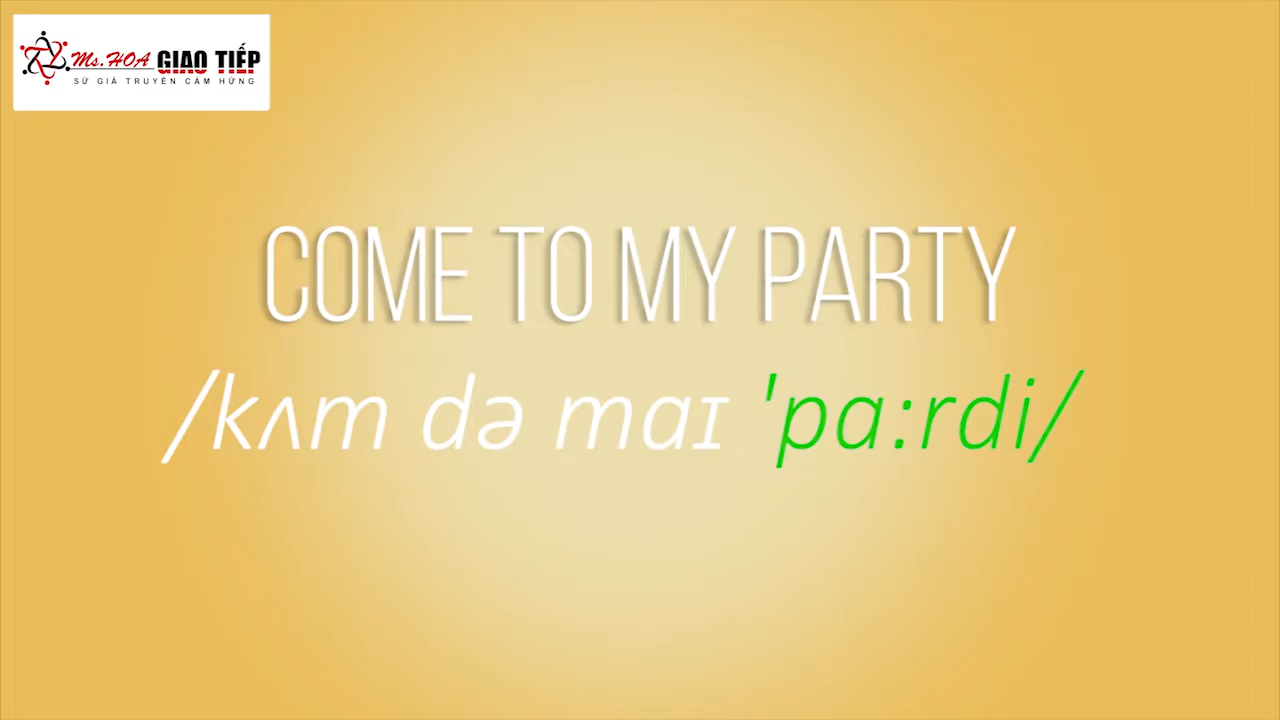 Ms.HOA GIAO TIẾP
SỨ GIẢ TRUYỀN CẢM HỨNG
COME TO MY PARTY
/kʌm də maɪ 'pa:rdi/